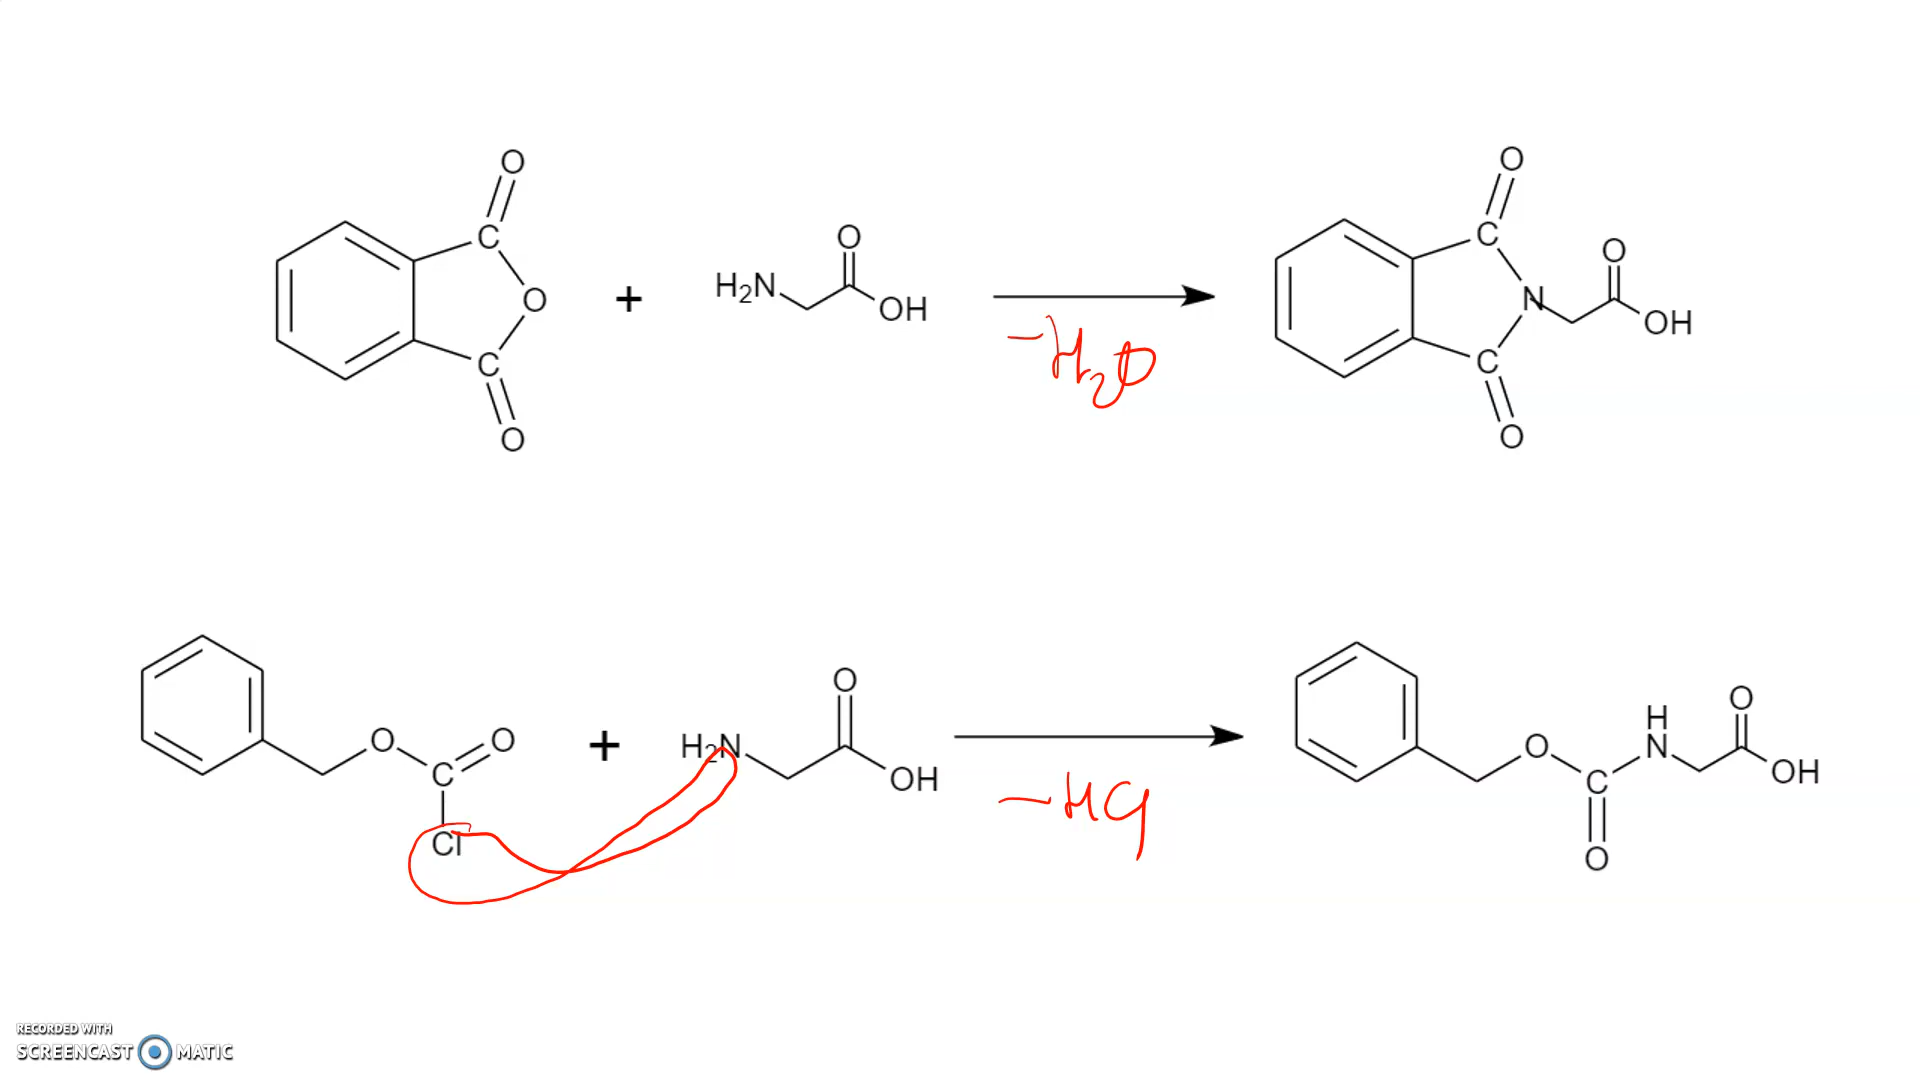 O
C
O
C
O
+
H₂N
O
OH
-H₂O
O
C
N
C
O
O
OH
O
C
O
Cl
+
H₂N
O
OH
-HCl
O
C
O
H
N
O
OH
RECORDED WITH
SCREENCAST MATIC